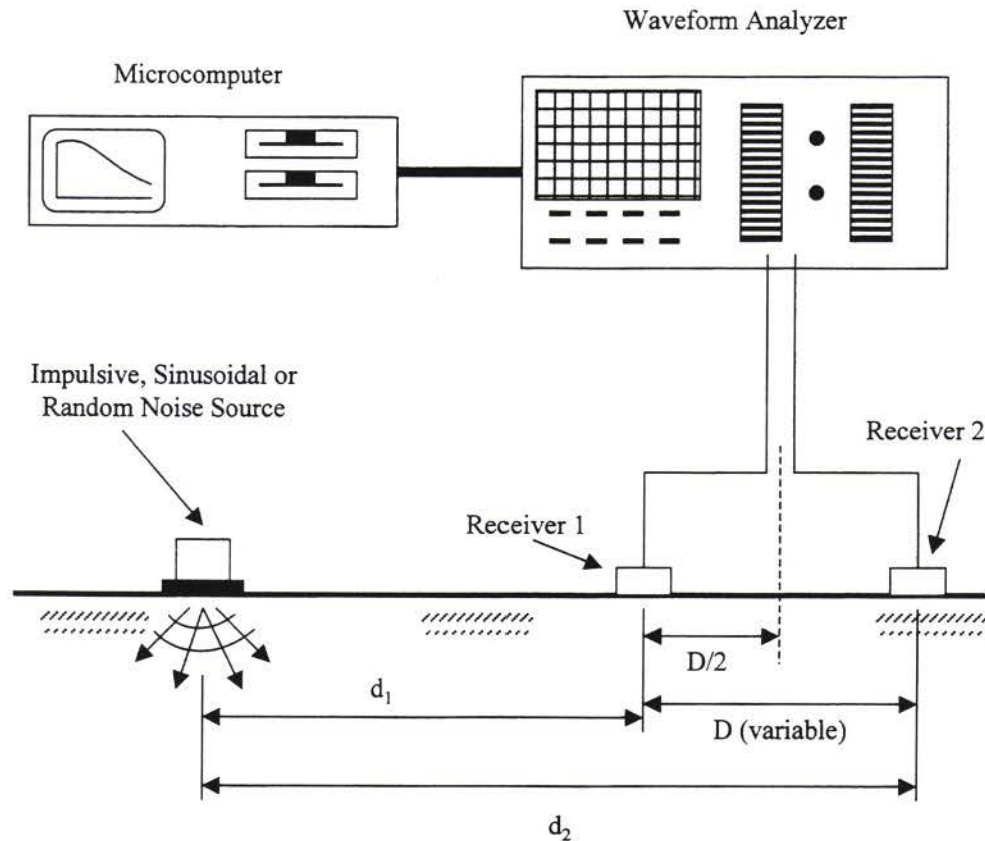 Waveform Analyzer
Microcomputer
Impulsive, Sinusoidal or
Random Noise Source
Receiver 2
Receiver 1
D/2
d₁
D (variable)
d₂